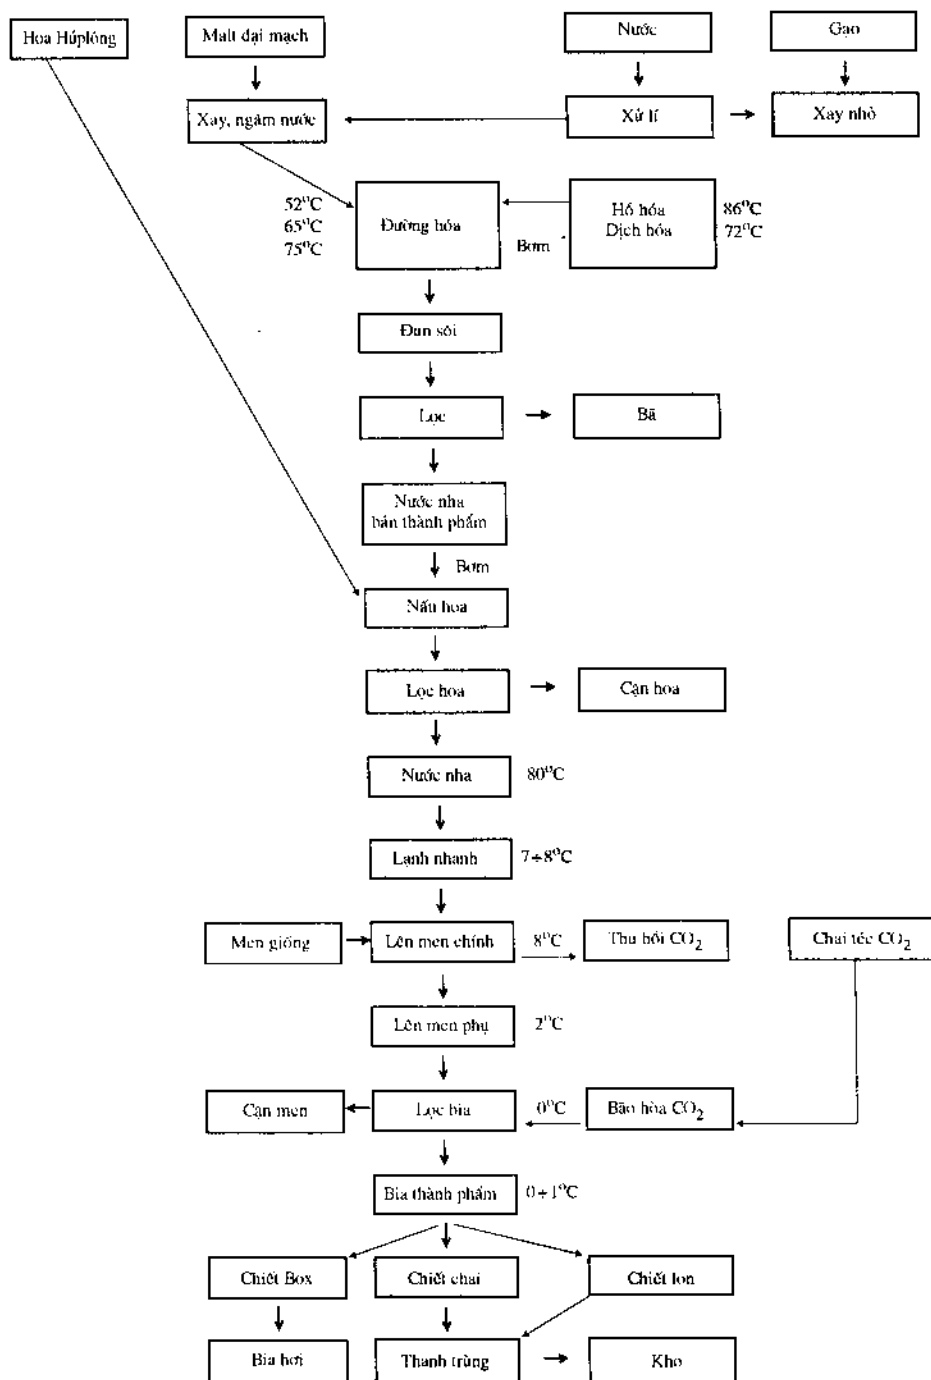 Hoa Húplông
Malt đại mạch
Nước
Gạo
Xay, ngâm nước
Xử lí
Xay nhỏ
52°C
65°C
75°C
Đường hóa
Bơm
Hồ hóa
Dịch hóa
86°C
72°C
Đun sôi
Lọc
Bã
Nước nha
bán thành phẩm
Bơm
Nấu hoa
Lọc hoa
Cặn hoa
Nước nha
80°C
Lạnh nhanh
7÷8°C
Men giống
Lên men chính
8°C
Thu hồi CO₂
Chai téc CO₂
Lên men phụ
2°C
Cặn men
Lọc bia
0°C
Bão hòa CO₂
Bia thành phẩm
0÷1°C
Chiết Box
Chiết chai
Chiết lon
Bia hơi
Thanh trùng
Kho